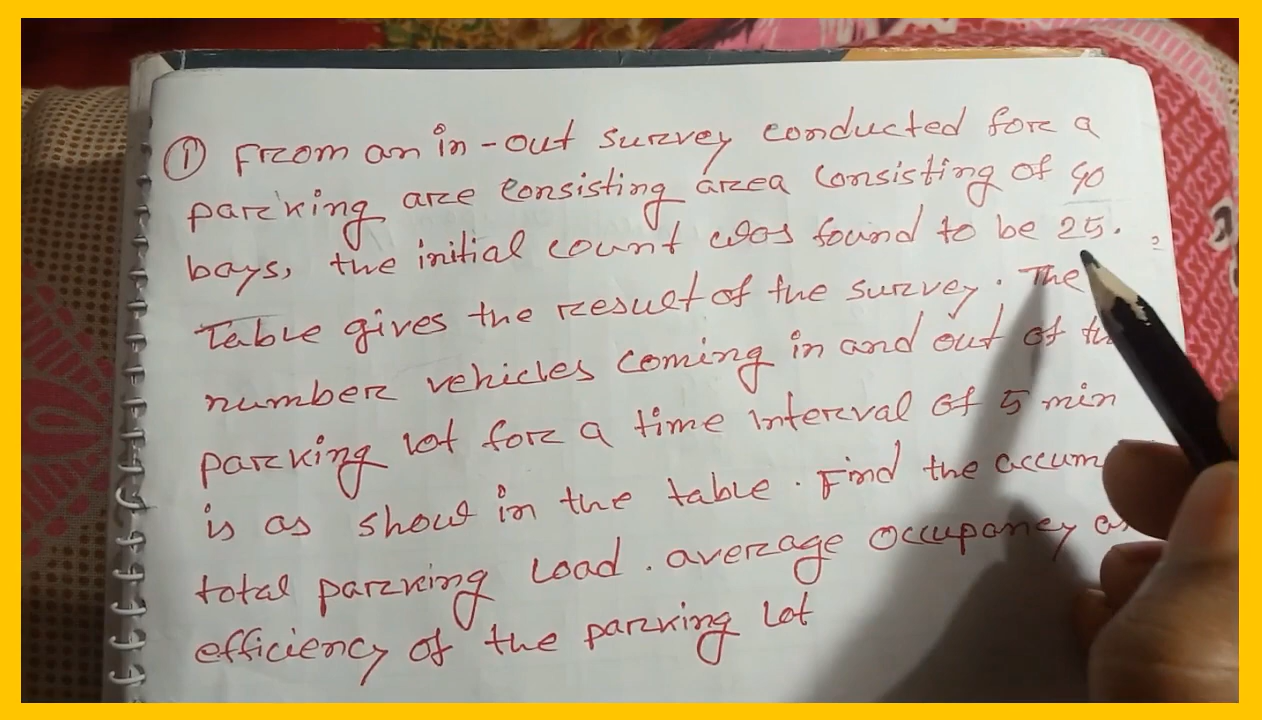 ① From an in-out survey conducted for a
parking are consisting area consisting of 40
bays, the initial count was found to be 25.
Table gives the result of the survey. The
number vehicles coming in and out of th
parking lot for a time interval of 5 min
is as show in the table. Find the accum
total parking load. average occupancy a
efficiency of the parking lot